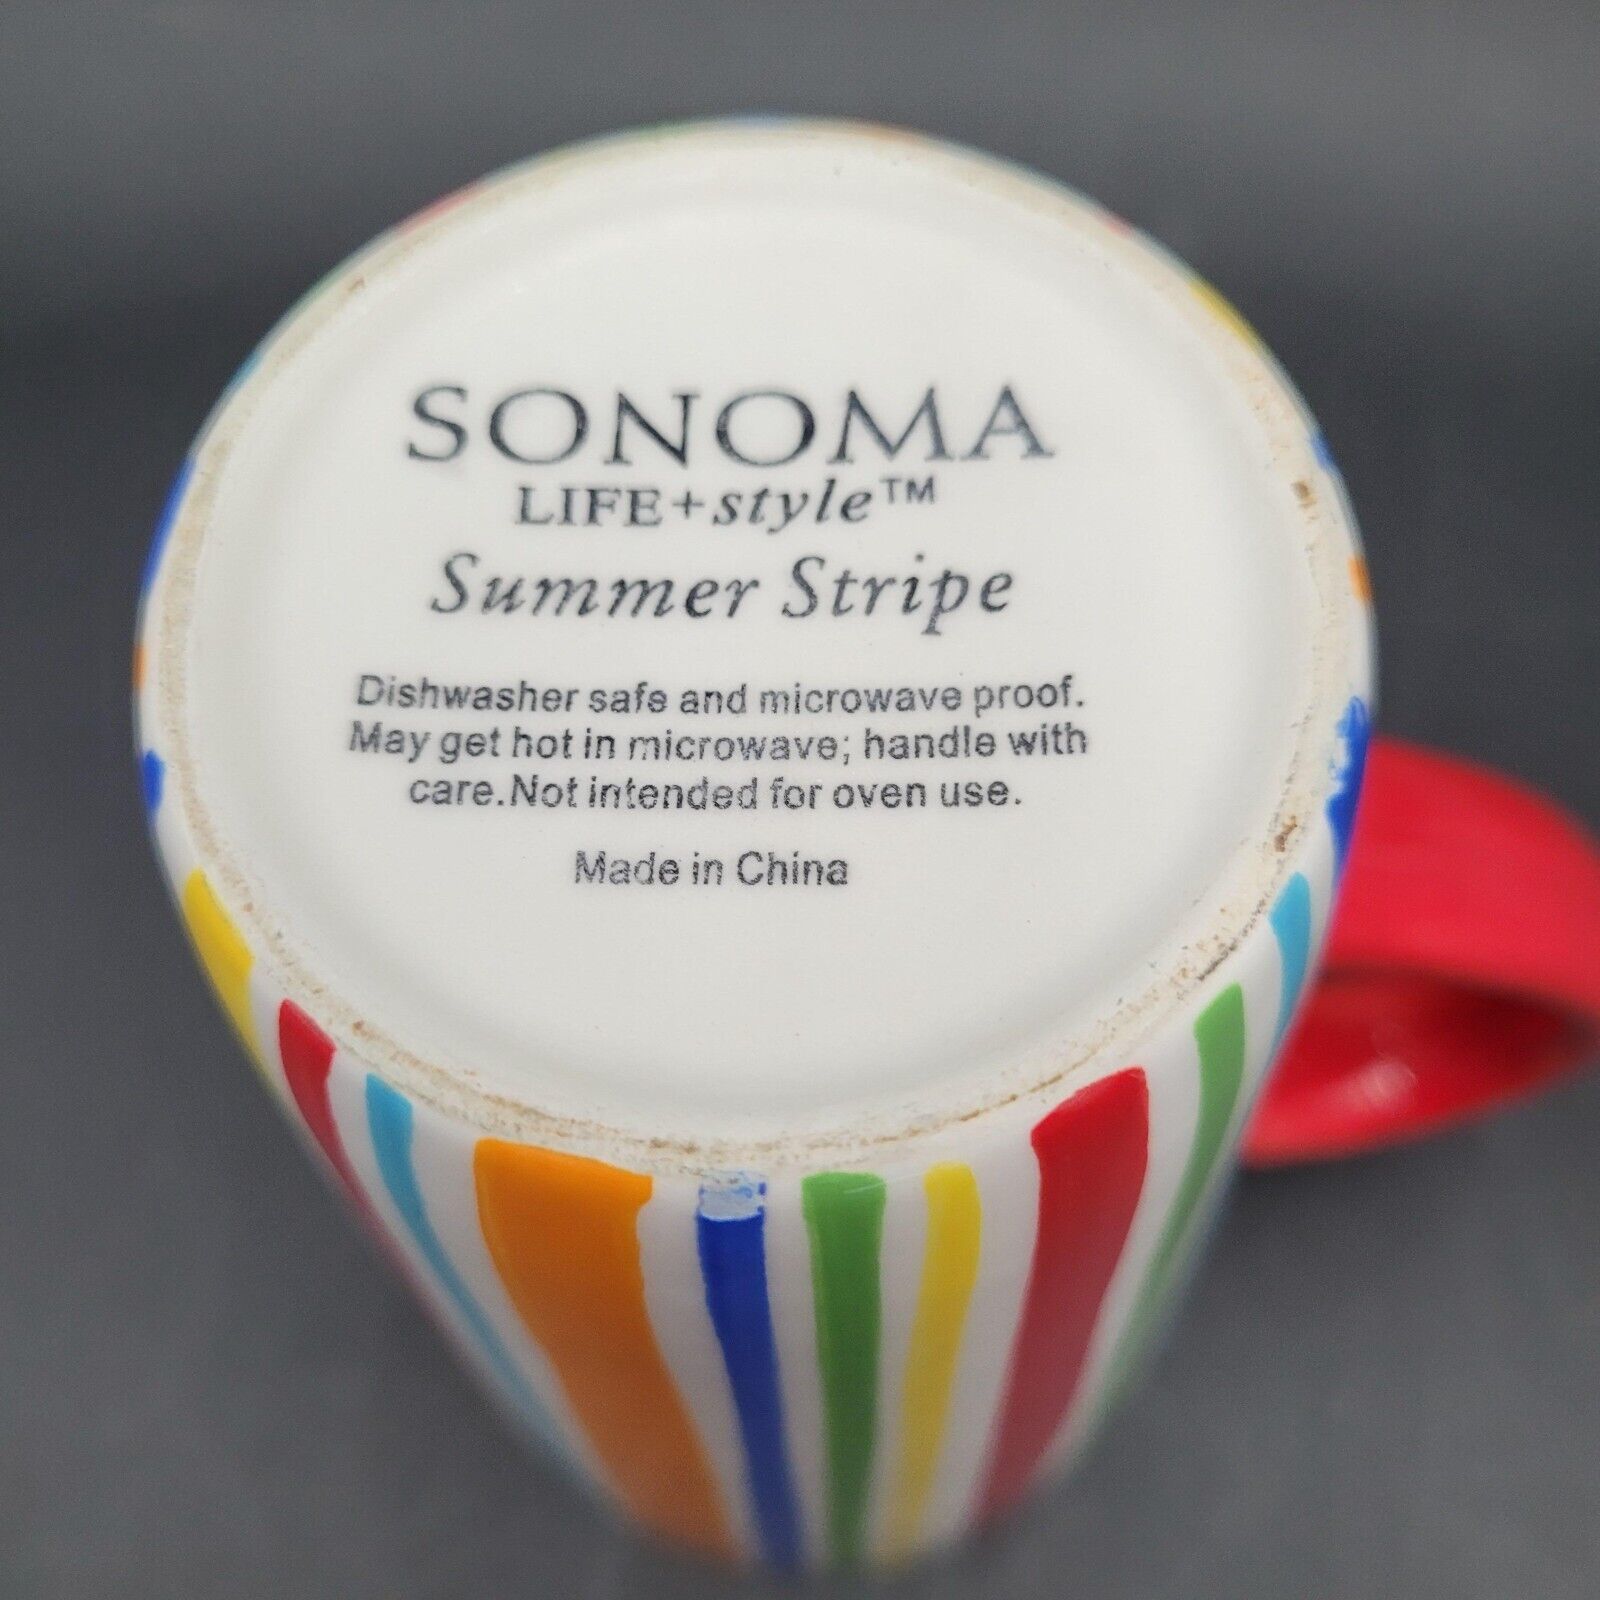 SONOMA
LIFE+style™
Summer Stripe
Dishwasher safe and microwave proof.
May get hot in microwave; handle with
care.Not intended for oven use.
Made in China